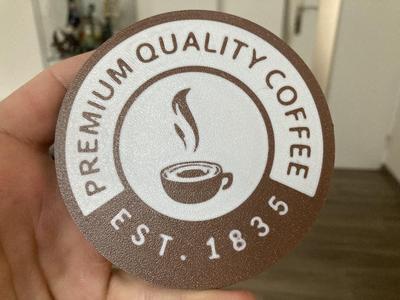 PREMIUM QUALITY COFFEE
EST. 1835